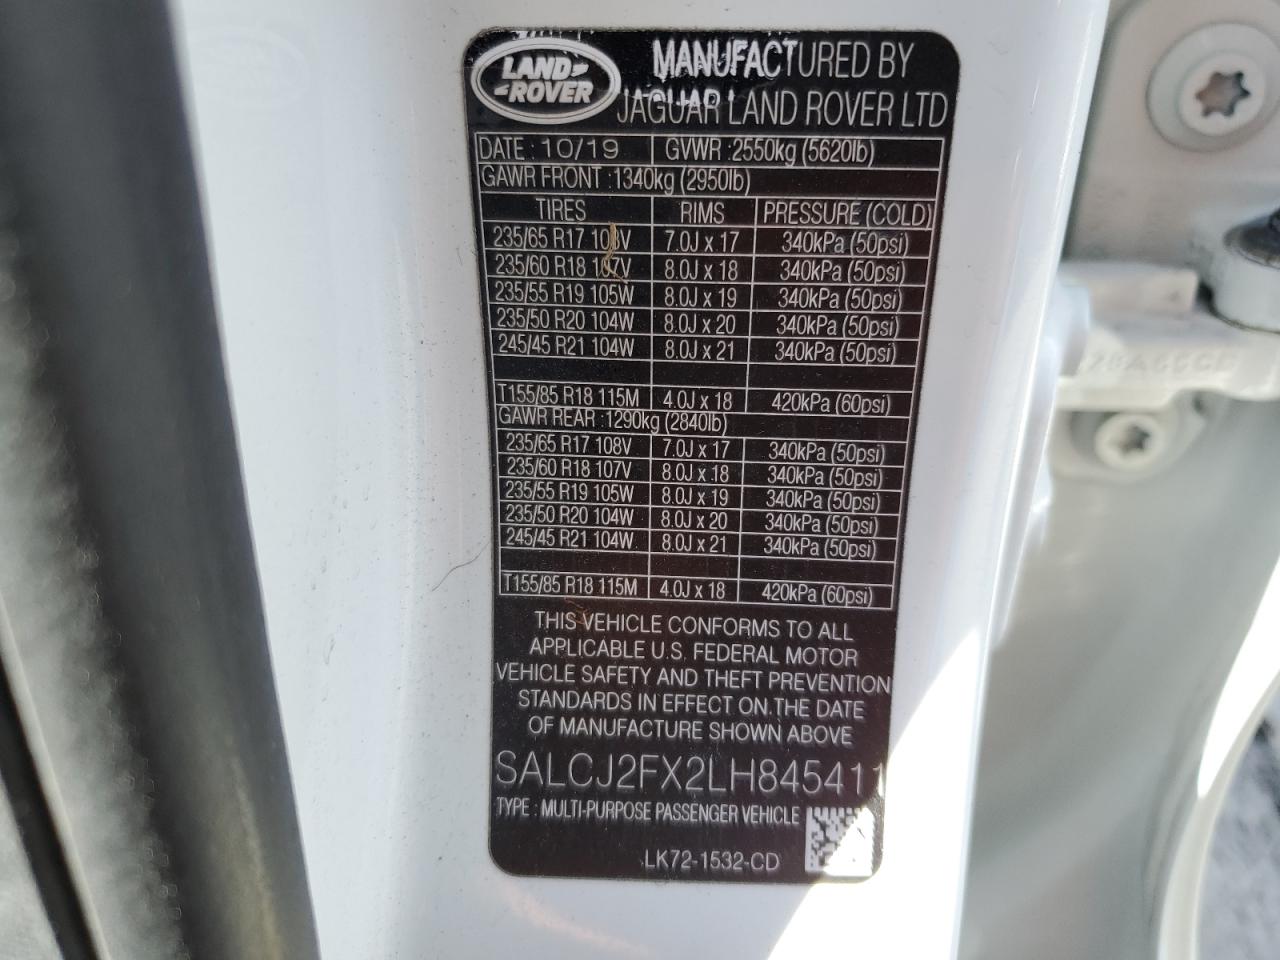 LAND
ROVER
MANUFACTURED BY
JAGUAR LAND ROVER LTD
DATE : 10/19 GVWR :2550kg (5620lb)
GAWR FRONT :1340kg (2950lb)
TIRES RIMS PRESSURE (COLD)
235/65 R17 108V 7.0J x 17 340kPa (50psi)
235/60 R18 107V 8.0J x 18 340kPa (50psi)
235/55 R19 105W 8.0J x 19 340kPa (50psi)
235/50 R20 104W 8.0J x 20 340kPa (50psi)
245/45 R21 104W 8.0J x 21 340kPa (50psi)
T155/85 R18 115M 4.0J x 18 420kPa (60psi)
GAWR REAR :1290kg (2840lb)
235/65 R17 108V 7.0J x 17 340kPa (50psi)
235/60 R18 107V 8.0J x 18 340kPa (50psi)
235/55 R19 105W 8.0J x 19 340kPa (50psi)
235/50 R20 104W 8.0J x 20 340kPa (50psi)
245/45 R21 104W 8.0J x 21 340kPa (50psi)
T155/85 R18 115M 4.0J x 18 420kPa (60psi)
THIS VEHICLE CONFORMS TO ALL
APPLICABLE U.S. FEDERAL MOTOR
VEHICLE SAFETY AND THEFT PREVENTION
STANDARDS IN EFFECT ON THE DATE
OF MANUFACTURE SHOWN ABOVE
SALCJ2FX2LH845411
TYPE : MULTI-PURPOSE PASSENGER VEHICLE
LK72-1532-CD